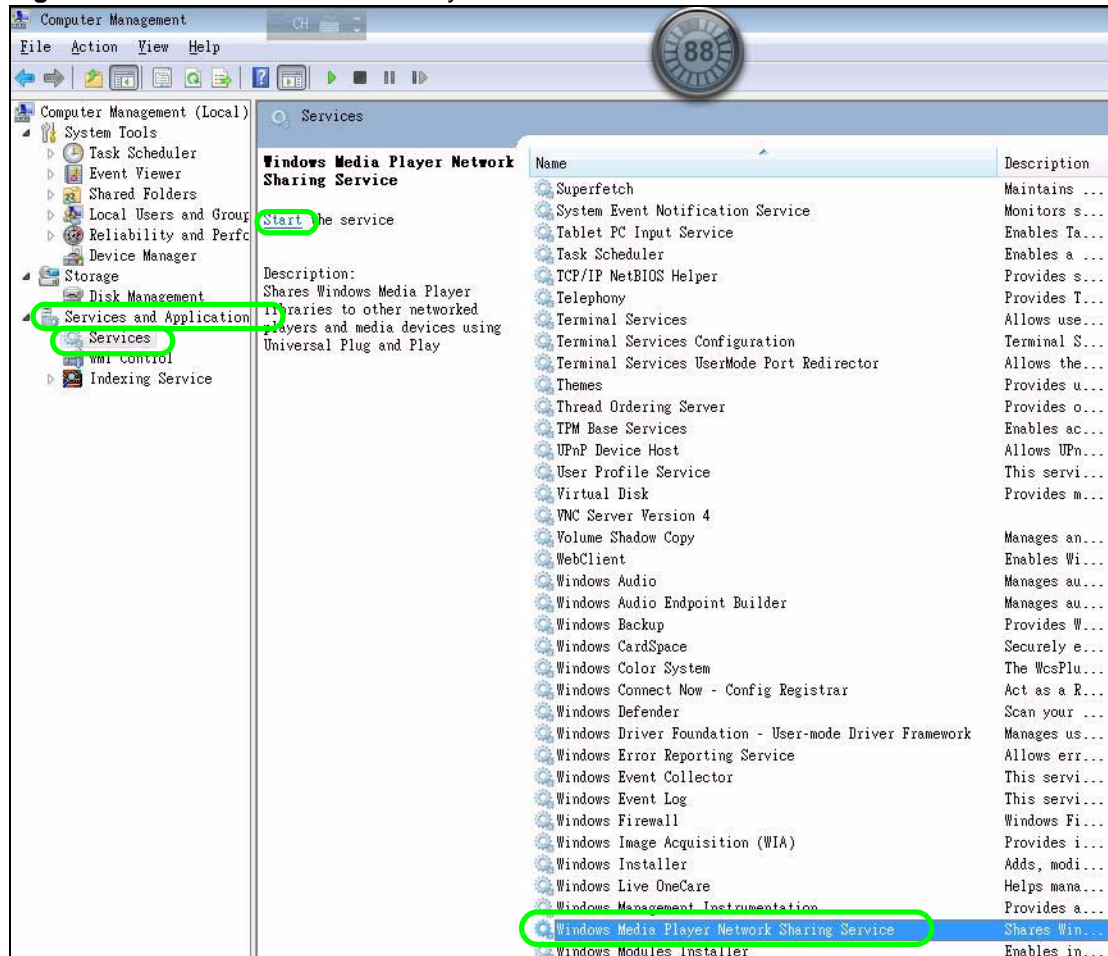 Computer Management
CH
File Action View Help
88
Computer Management (Local)
System Tools
Task Scheduler
Event Viewer
Shared Folders
Local Users and Group
Reliability and Perfc
Device Manager
Storage
Disk Management
Services and Application
Services
WMI Control
Indexing Service
Services
Windows Media Player Network
Sharing Service
Start the service
Description:
Shares Windows Media Player
libraries to other networked
players and media devices using
Universal Plug and Play
Name Description
Superfetch Maintains ...
System Event Notification Service Monitors s...
Tablet PC Input Service Enables Ta...
Task Scheduler Enables a ...
TCP/IP NetBIOS Helper Provides s...
Telephony Provides T...
Terminal Services Allows use...
Terminal Services Configuration Terminal S...
Terminal Services UserMode Port Redirector Allows the...
Themes Provides u...
Thread Ordering Server Provides o...
TPM Base Services Enables ac...
UPnP Device Host Allows UPn...
User Profile Service This servi...
Virtual Disk Provides m...
VNC Server Version 4
Volume Shadow Copy Manages an...
WebClient Enables Wi...
Windows Audio Manages au...
Windows Audio Endpoint Builder Manages au...
Windows Backup Provides W...
Windows CardSpace Securely e...
Windows Color System The WcsPlu...
Windows Connect Now - Config Registrar Act as a R...
Windows Defender Scan your ...
Windows Driver Foundation - User-mode Driver Framework Manages us...
Windows Error Reporting Service Allows err...
Windows Event Collector This servi...
Windows Event Log This servi...
Windows Firewall Windows Fi...
Windows Image Acquisition (WIA) Provides i...
Windows Installer Adds, modi...
Windows Live OneCare Helps mana...
Windows Management Instrumentation Provides a...
Windows Media Player Network Sharing Service Shares Win...
Windows Modules Installer Enables in...